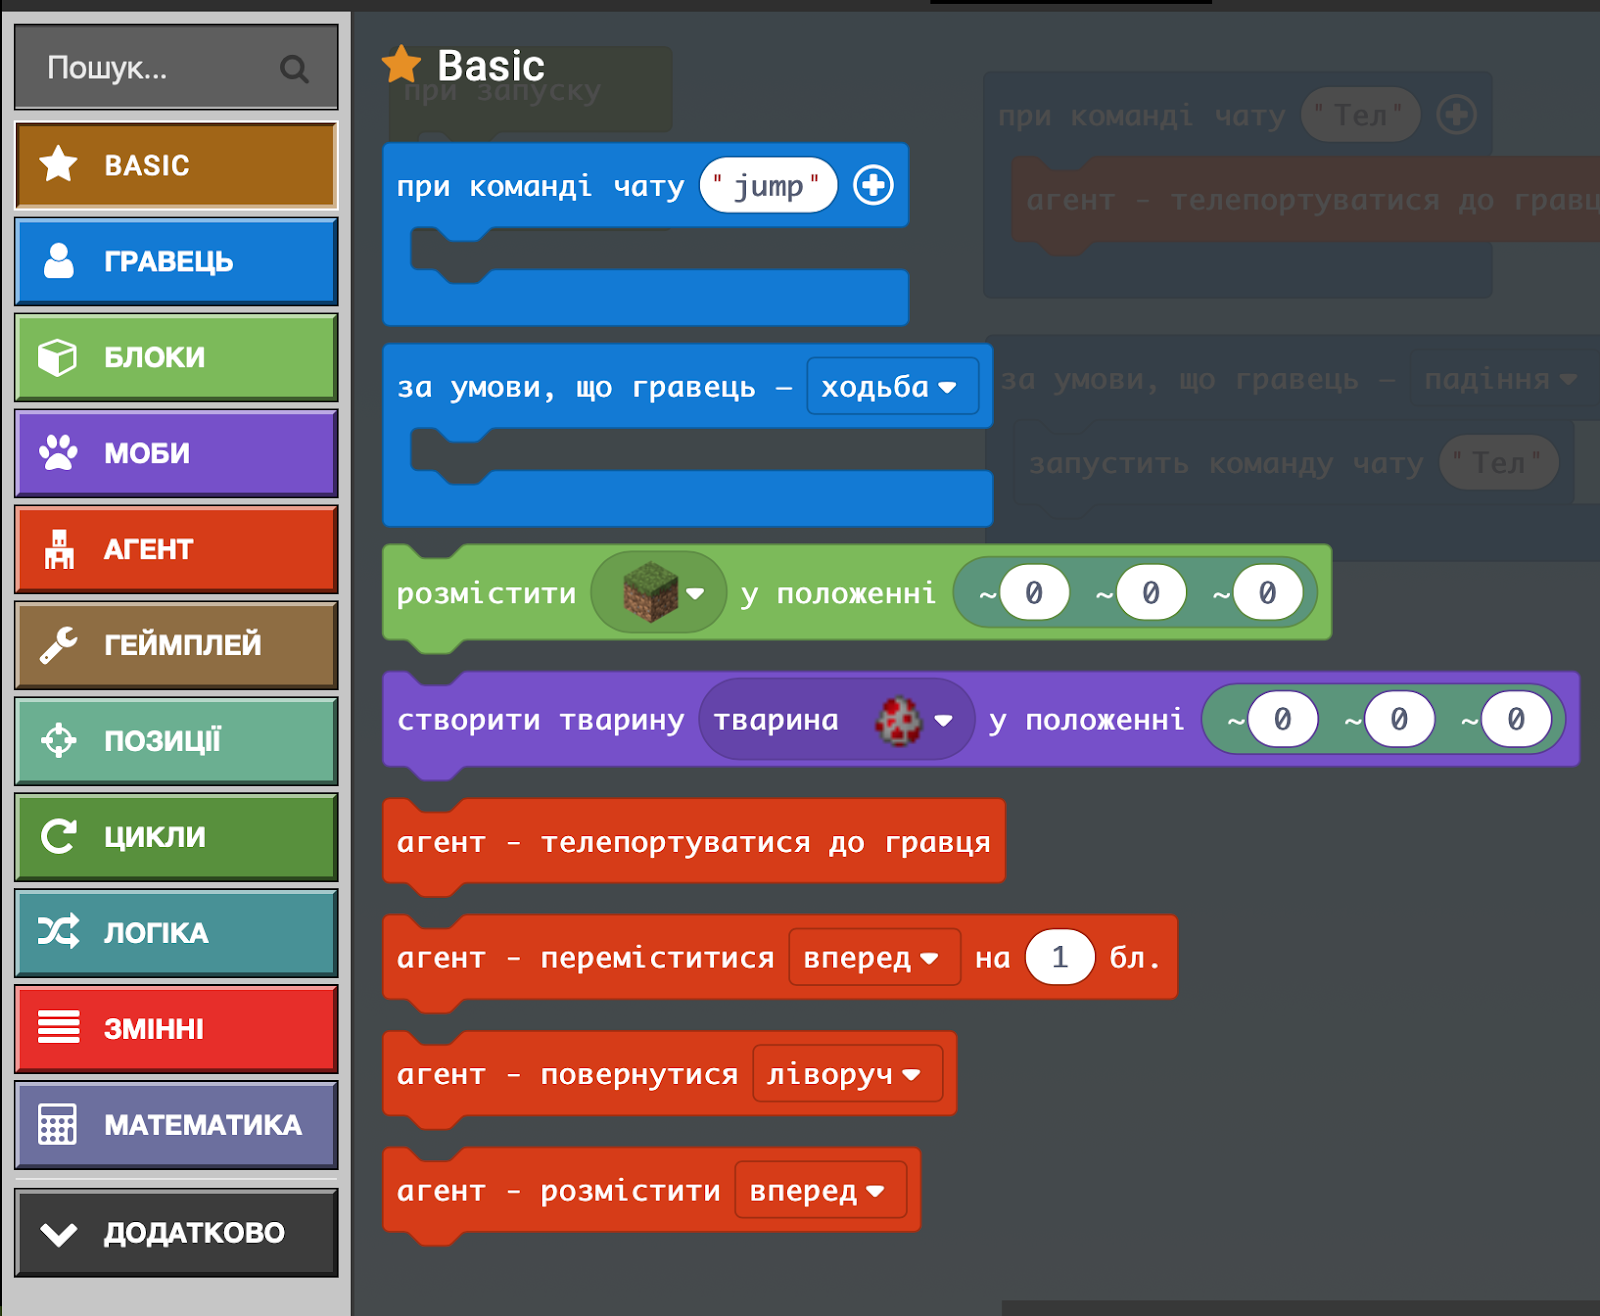 Пошук...
BASIC
ГРАВЕЦЬ
БЛОКИ
МОБИ
АГЕНТ
ГЕЙМПЛЕЙ
ПОЗИЦІЇ
ЦИКЛИ
ЛОГІКА
ЗМІННІ
МАТЕМАТИКА
ДОДАТКОВО
Basic
при запуску
при команді чату "jump"
за умови, що гравець – ходьба
розмістити у положенні ~0 ~0 ~0
створити тварину тварина у положенні ~0 ~0 ~0
агент - телепортуватися до гравця
агент - переміститися вперед на 1 бл.
агент - повернутися ліворуч
агент - розмістити вперед
при команді чату "Тел"
агент - телепортуватися до
за умови, що гравець – падіння
запустить команду чату "Тел"